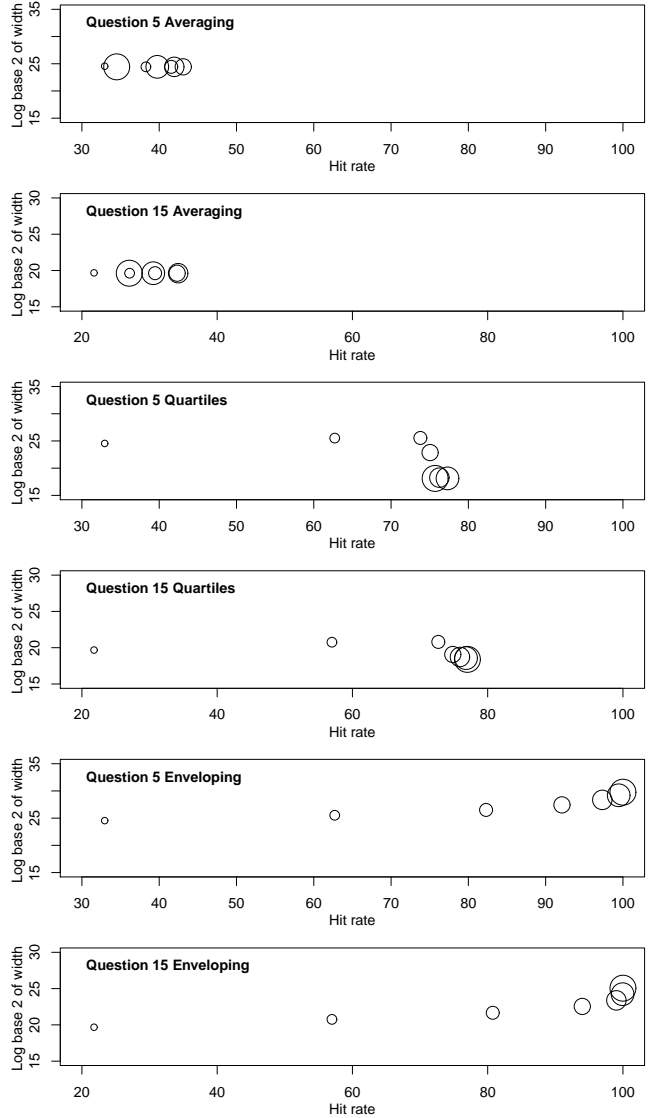 Question 5 Averaging
Log base 2 of width
15 25 35
30 40 50 60 70 80 90 100
Hit rate
Question 15 Averaging
Log base 2 of width
15 20 25 30
20 40 60 80 100
Hit rate
Question 5 Quartiles
Log base 2 of width
15 25 35
30 40 50 60 70 80 90 100
Hit rate
Question 15 Quartiles
Log base 2 of width
15 20 25 30
20 40 60 80 100
Hit rate
Question 5 Enveloping
Log base 2 of width
15 25 35
30 40 50 60 70 80 90 100
Hit rate
Question 15 Enveloping
Log base 2 of width
15 20 25 30
20 40 60 80 100
Hit rate